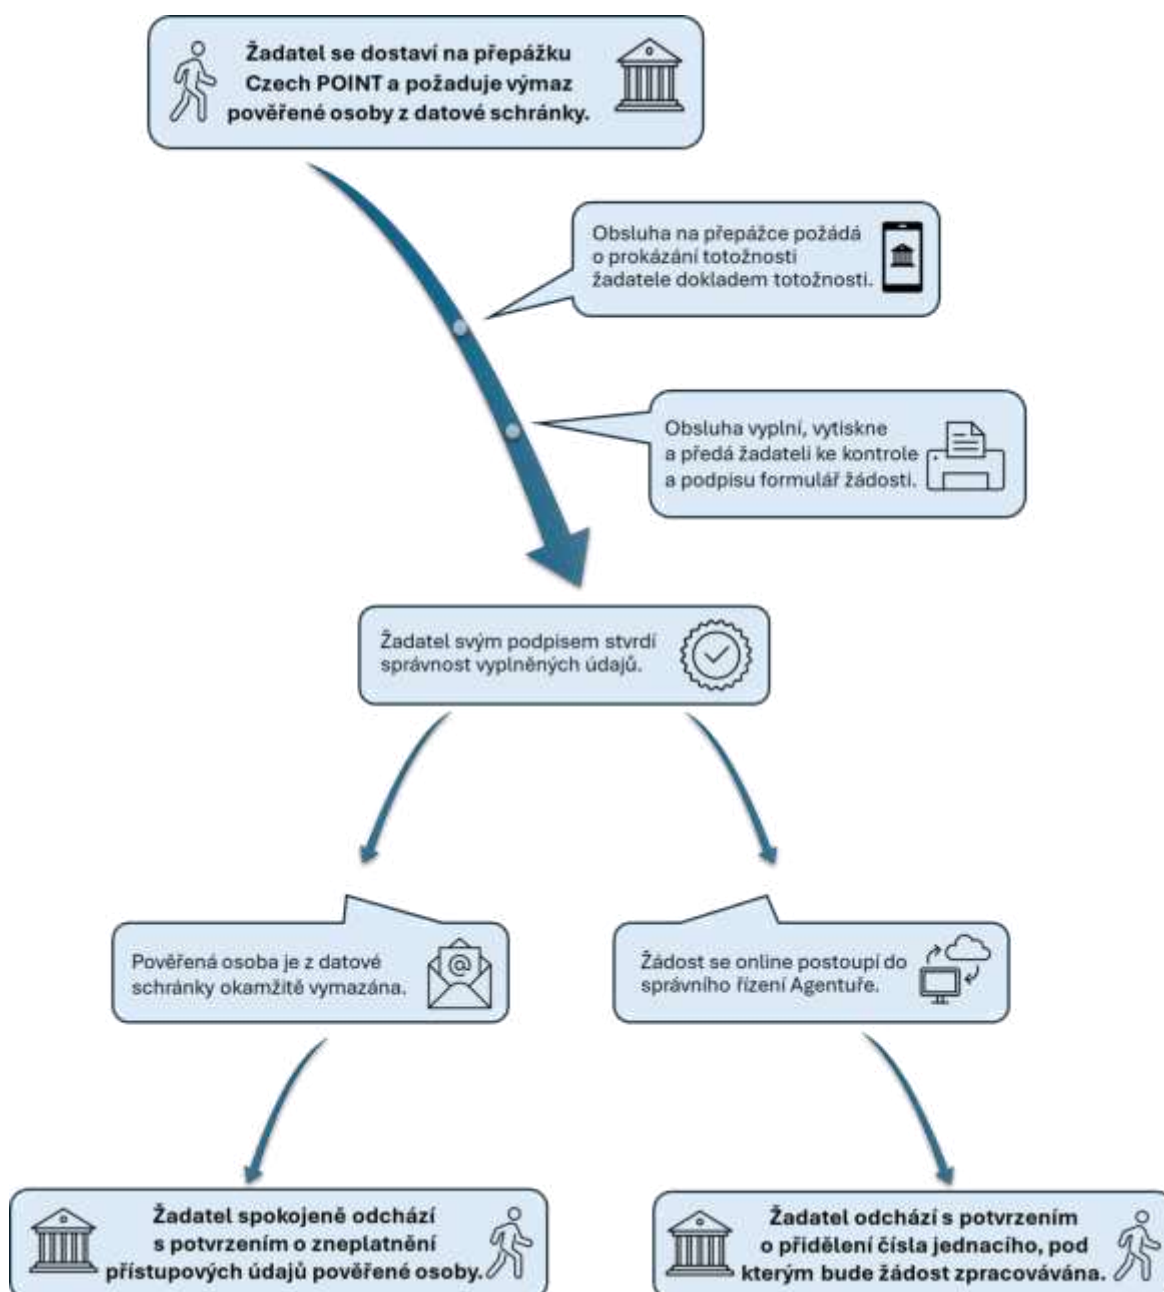 Žadatel se dostaví na přepážku
Czech POINT a požaduje výmaz
pověřené osoby z datové schránky.
Obsluha na přepážce požádá
o prokázání totožnosti
žadatele dokladem totožnosti.
Obsluha vyplní, vytiskne
a předá žadateli ke kontrole
a podpisu formulář žádosti.
Žadatel svým podpisem stvrdí
správnost vyplněných údajů.
Pověřená osoba je z datové
schránky okamžitě vymazána.
Žádost se online postoupí do
správního řízení Agentuře.
Žadatel spokojeně odchází
s potvrzením o zneplatnění
přístupových údajů pověřené osoby.
Žadatel odchází s potvrzením
o přidělení čísla jednacího, pod
kterým bude žádost zpracovávána.